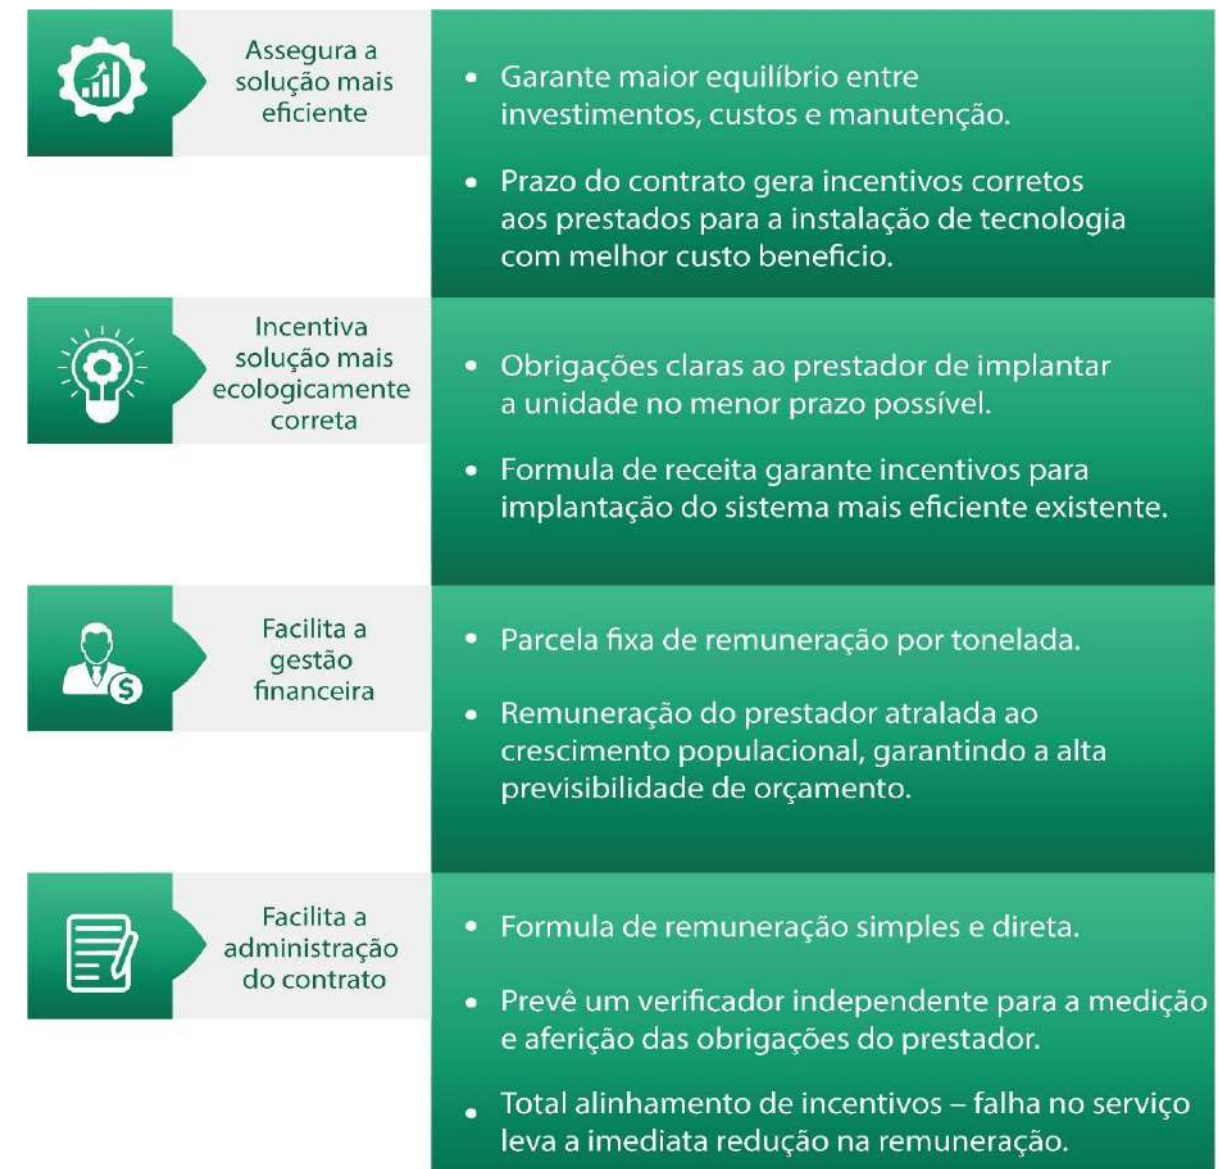 Assegura a
solução mais
eficiente
• Garante maior equilíbrio entre
investimentos, custos e manutenção.
• Prazo do contrato gera incentivos corretos
aos prestados para a instalação de tecnologia
com melhor custo beneficio.
Incentiva
solução mais
ecologicamente
correta
• Obrigações claras ao prestador de implantar
a unidade no menor prazo possível.
• Formula de receita garante incentivos para
implantação do sistema mais eficiente existente.
Facilita a
gestão
financeira
• Parcela fixa de remuneração por tonelada.
• Remuneração do prestador atralada ao
crescimento populacional, garantindo a alta
previsibilidade de orçamento.
Facilita a
administração
do contrato
• Formula de remuneração simples e direta.
• Prevê um verificador independente para a medição
e aferição das obrigações do prestador.
• Total alinhamento de incentivos – falha no serviço
leva a imediata redução na remuneração.